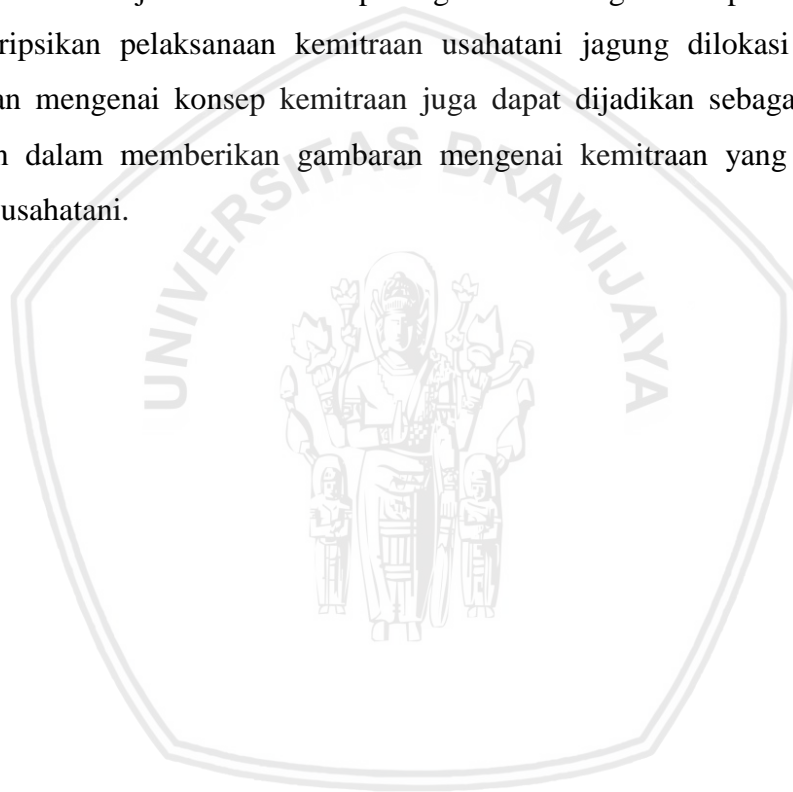 ripsikan pelaksanaan kemitraan usahatani jagung dilokasi
an mengenai konsep kemitraan juga dapat dijadikan sebaga
dalam memberikan gambaran mengenai kemitraan yang
usahatani.
UNIVERSITAS BRAWIJAYA